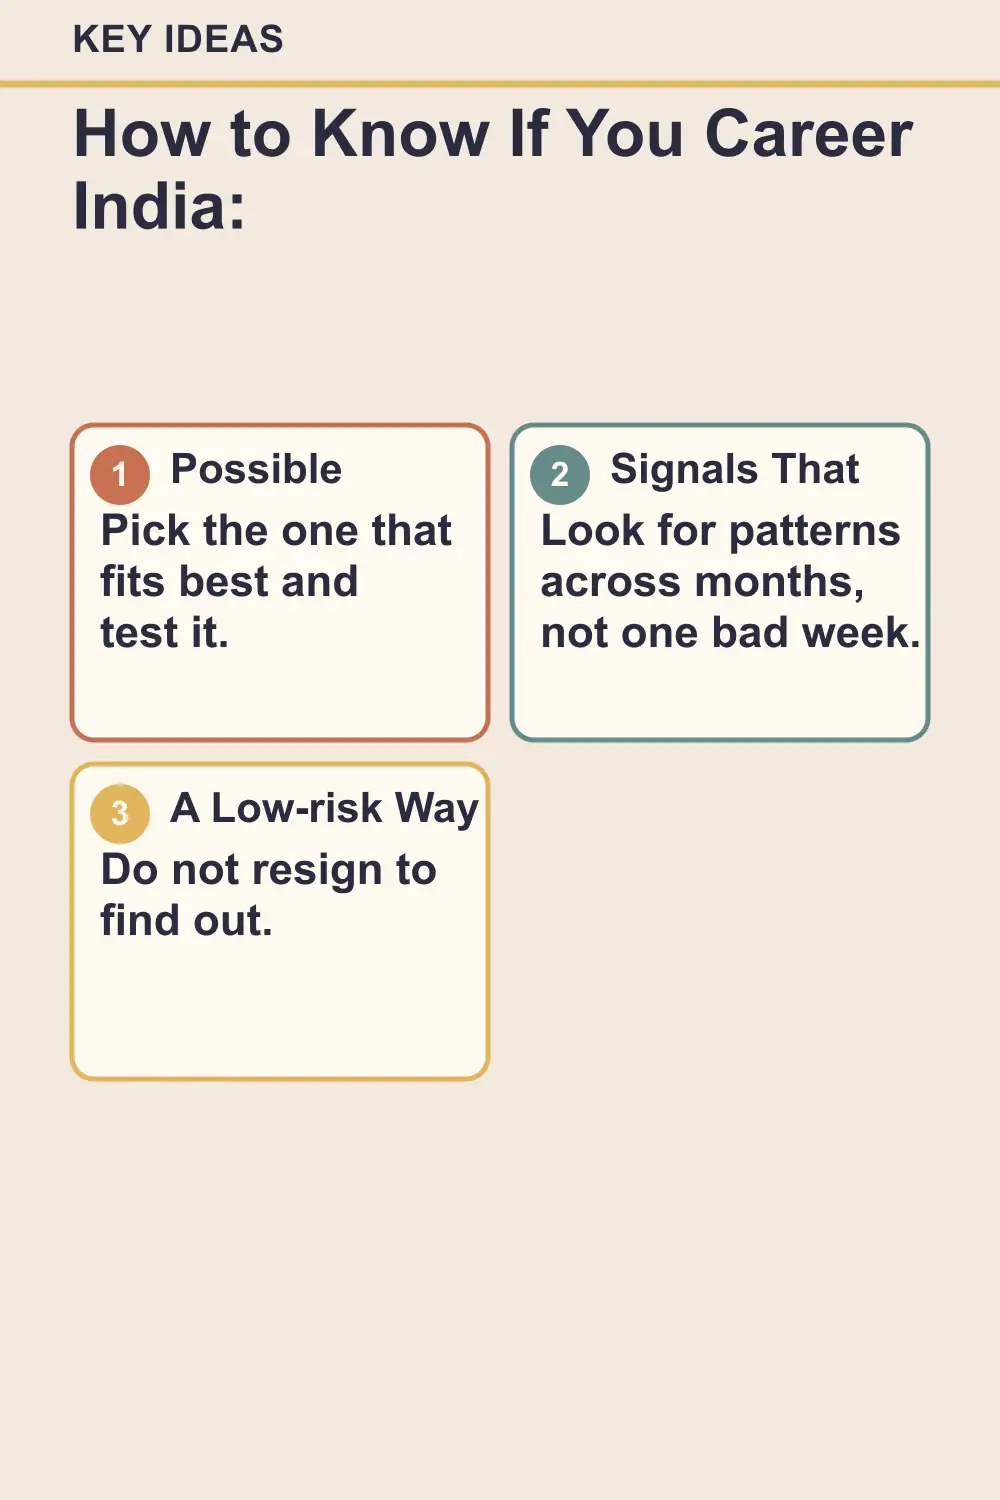 KEY IDEAS
How to Know If You Career
India:
1 Possible
Pick the one that
fits best and
test it.
2 Signals That
Look for patterns
across months,
not one bad week.
3 A Low-risk Way
Do not resign to
find out.